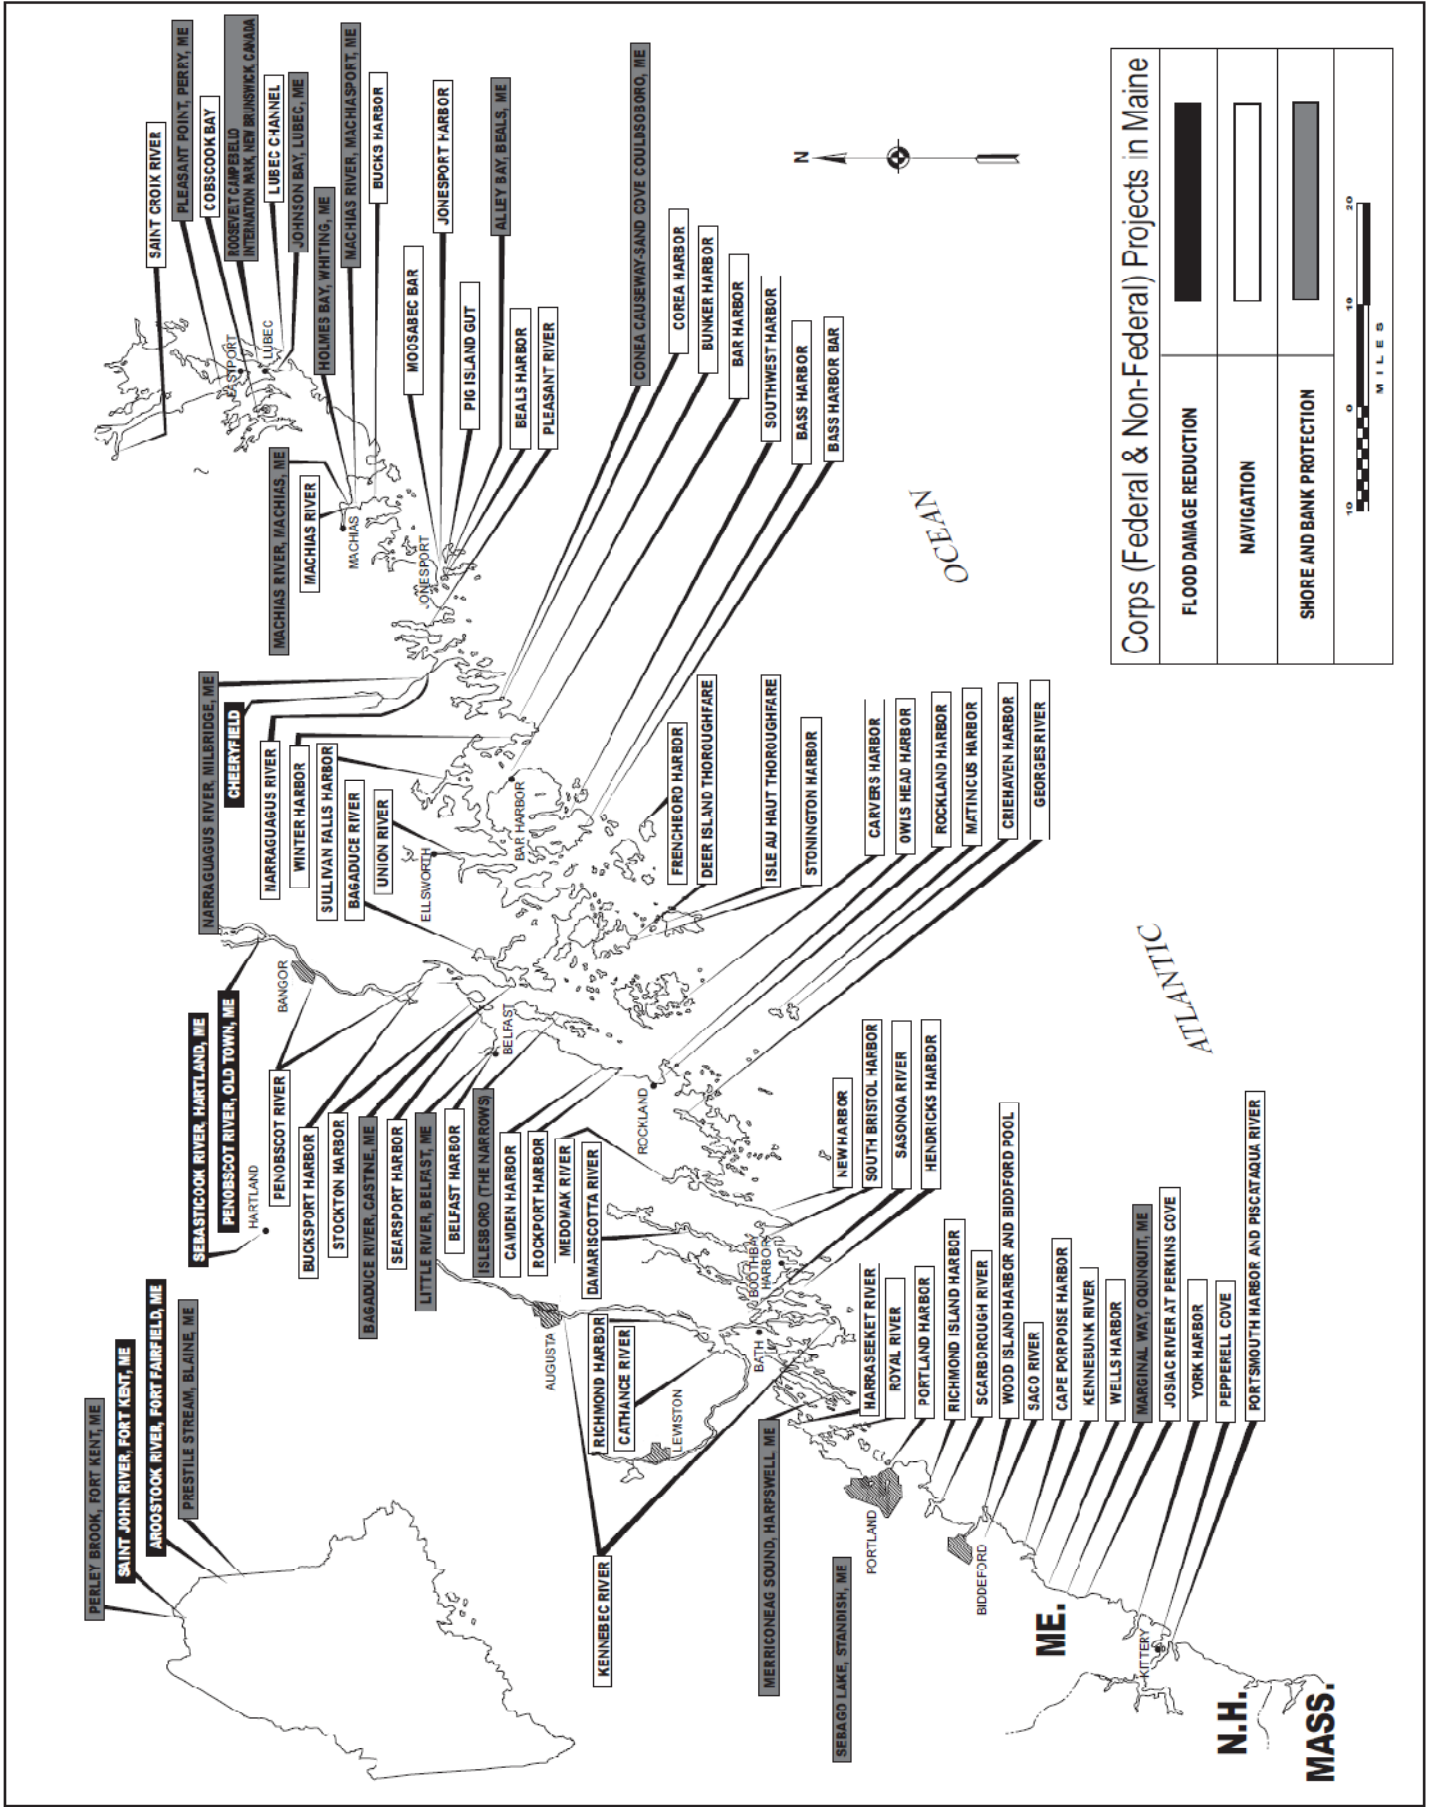 Corps (Federal & Non-Federal) Projects in Maine
FLOOD DAMAGE REDUCTION
NAVIGATION
SHORE AND BANK PROTECTION
10
0
10
20
MILES
N
PERLEY BROOK, FORT KENT, ME
SAINT JOHN RIVER, FORT KENT, ME
AROOSTOOK RIVER, FORT FAIRFIELD, ME
PRESTILE STREAM, BLAINE, ME
SEBASTICOOK RIVER, HARTLAND, ME
PENOBSCOT RIVER, OLD TOWN, ME
HARTLAND
PENOBSCOT RIVER
BUCKSPORT HARBOR
STOCKTON HARBOR
BAGADUCE RIVER, CASTINE, ME
SEARSPORT HARBOR
LITTLE RIVER, BELFAST, ME
BELFAST HARBOR
ISLESBORO (THE NARROWS)
CAMDEN HARBOR
ROCKPORT HARBOR
MEDOMAK RIVER
DAMARISCOTTA RIVER
NARRAGUAGUS RIVER, MILBRIDGE, ME
CHEERYFIELD
NARRAGUAGUS RIVER
WINTER HARBOR
SULLIVAN FALLS HARBOR
BAGADUCE RIVER
UNION RIVER
MACHIAS RIVER, MACHIAS, ME
MACHIAS RIVER
SAINT CROIX RIVER
PLEASANT POINT, PERRY, ME
COBSCOOK BAY
ROOSEVELT CAMPBELLD
INTERNATION PARK, NEW BRUNSWICK, CANADA
LUBEC CHANNEL
JOHNSON BAY, LUBEC, ME
HOLMES BAY, WHITING, ME
MACHIAS RIVER, MACHIASPORT, ME
BUCKS HARBOR
MOOSABEC BAR
JONESPORT HARBOR
PIG ISLAND GUT
ALLEY BAY, BEALS, ME
BEALS HARBOR
PLEASANT RIVER
CONEA CAUSEWAY-SAND COVE COULDSOBORO, ME
COREA HARBOR
BUNKER HARBOR
BAR HARBOR
SOUTHWEST HARBOR
BASS HARBOR
BASS HARBOR BAR
FRENCHEORD HARBOR
DEER ISLAND THOROUGHFARE
ISLE AU HAUT THOROUGHFARE
STONINGTON HARBOR
CARVERS HARBOR
OWLS HEAD HARBOR
ROCKLAND HARBOR
MATINICUS HARBOR
CRIEHAVEN HARBOR
GEORGES RIVER
NEW HARBOR
SOUTH BRISTOL HARBOR
SASONOA RIVER
HENDRICKS HARBOR
RICHMOND HARBOR
CATHANCE RIVER
KENNEBEC RIVER
MERRICONEAG SOUND, HARPSWELL, ME
SEBAGO LAKE, STANDISH, ME
HARRASEEKET RIVER
ROYAL RIVER
PORTLAND HARBOR
RICHMOND ISLAND HARBOR
SCARBOROUGH RIVER
WOOD ISLAND HARBOR AND BIDDFORD POOL
SACO RIVER
CAPE PORPOISE HARBOR
KENNEBUNK RIVER
WELLS HARBOR
MARGINAL WAY, OQUNQUIT, ME
JOSIAC RIVER AT PERKINS COVE
YORK HARBOR
PEPPERELL COVE
PORTSMOUTH HARBOR AND PISCATAQUA RIVER
EASTPORT
LUBEC
MACHIAS
JONESPORT
BAR HARBOR
ELLSWORTH
BANGOR
BELFAST
ROCKLAND
AUGUSTA
LEWISTON
BATH
BOOTHBAY
HARBOR
PORTLAND
BIDDEFORD
KITTERY
ATLANTIC
OCEAN
ME.
N.H.
MASS.